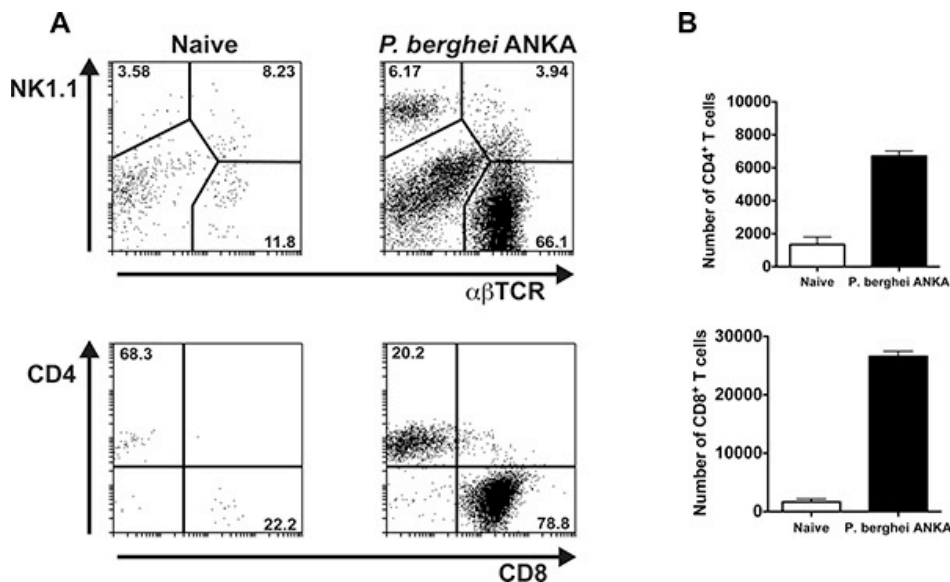 A
Naive
P. berghei ANKA
NK1.1
3.58
8.23
11.8
6.17
3.94
66.1
αβTCR
CD4
68.3
22.2
20.2
78.8
CD8
B
Number of CD4+ T cells
10000
8000
6000
4000
2000
0
Naive
P. berghei ANKA
Number of CD8+ T cells
30000
20000
10000
0
Naive
P. berghei ANKA